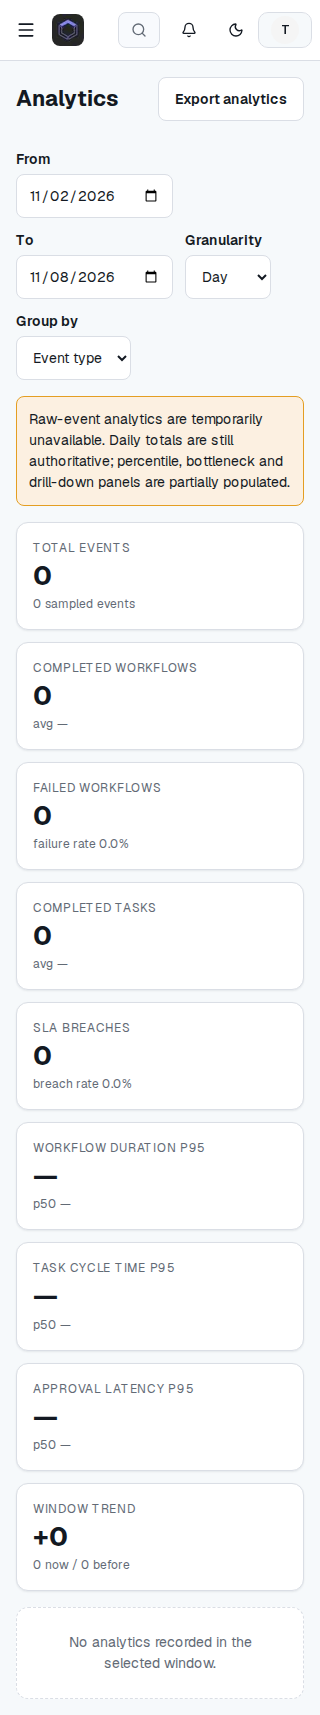 T
Analytics
Export analytics
From
11/02/2026
To
Granularity
11/08/2026
Day
Group by
Event type
Raw-event analytics are temporarily
unavailable. Daily totals are still
authoritative; percentile, bottleneck and
drill-down panels are partially populated.
TOTAL EVENTS
0
0 sampled events
COMPLETED WORKFLOWS
0
avg —
FAILED WORKFLOWS
0
failure rate 0.0%
COMPLETED TASKS
0
avg —
SLA BREACHES
0
breach rate 0.0%
WORKFLOW DURATION P95
—
p50 —
TASK CYCLE TIME P95
—
p50 —
APPROVAL LATENCY P95
—
p50 —
WINDOW TREND
+0
0 now / 0 before
No analytics recorded in the
selected window.